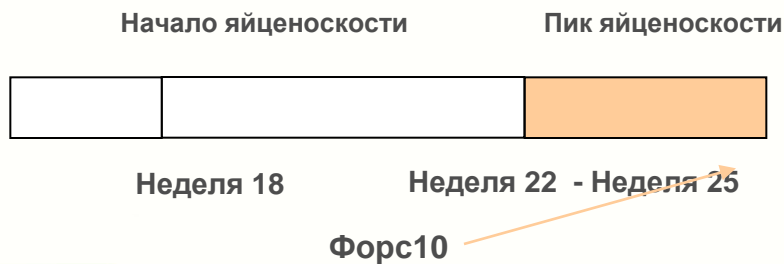 Начало яйценоскости Пик яйценоскости
Неделя 18 Неделя 22 - Неделя 25
Форс10